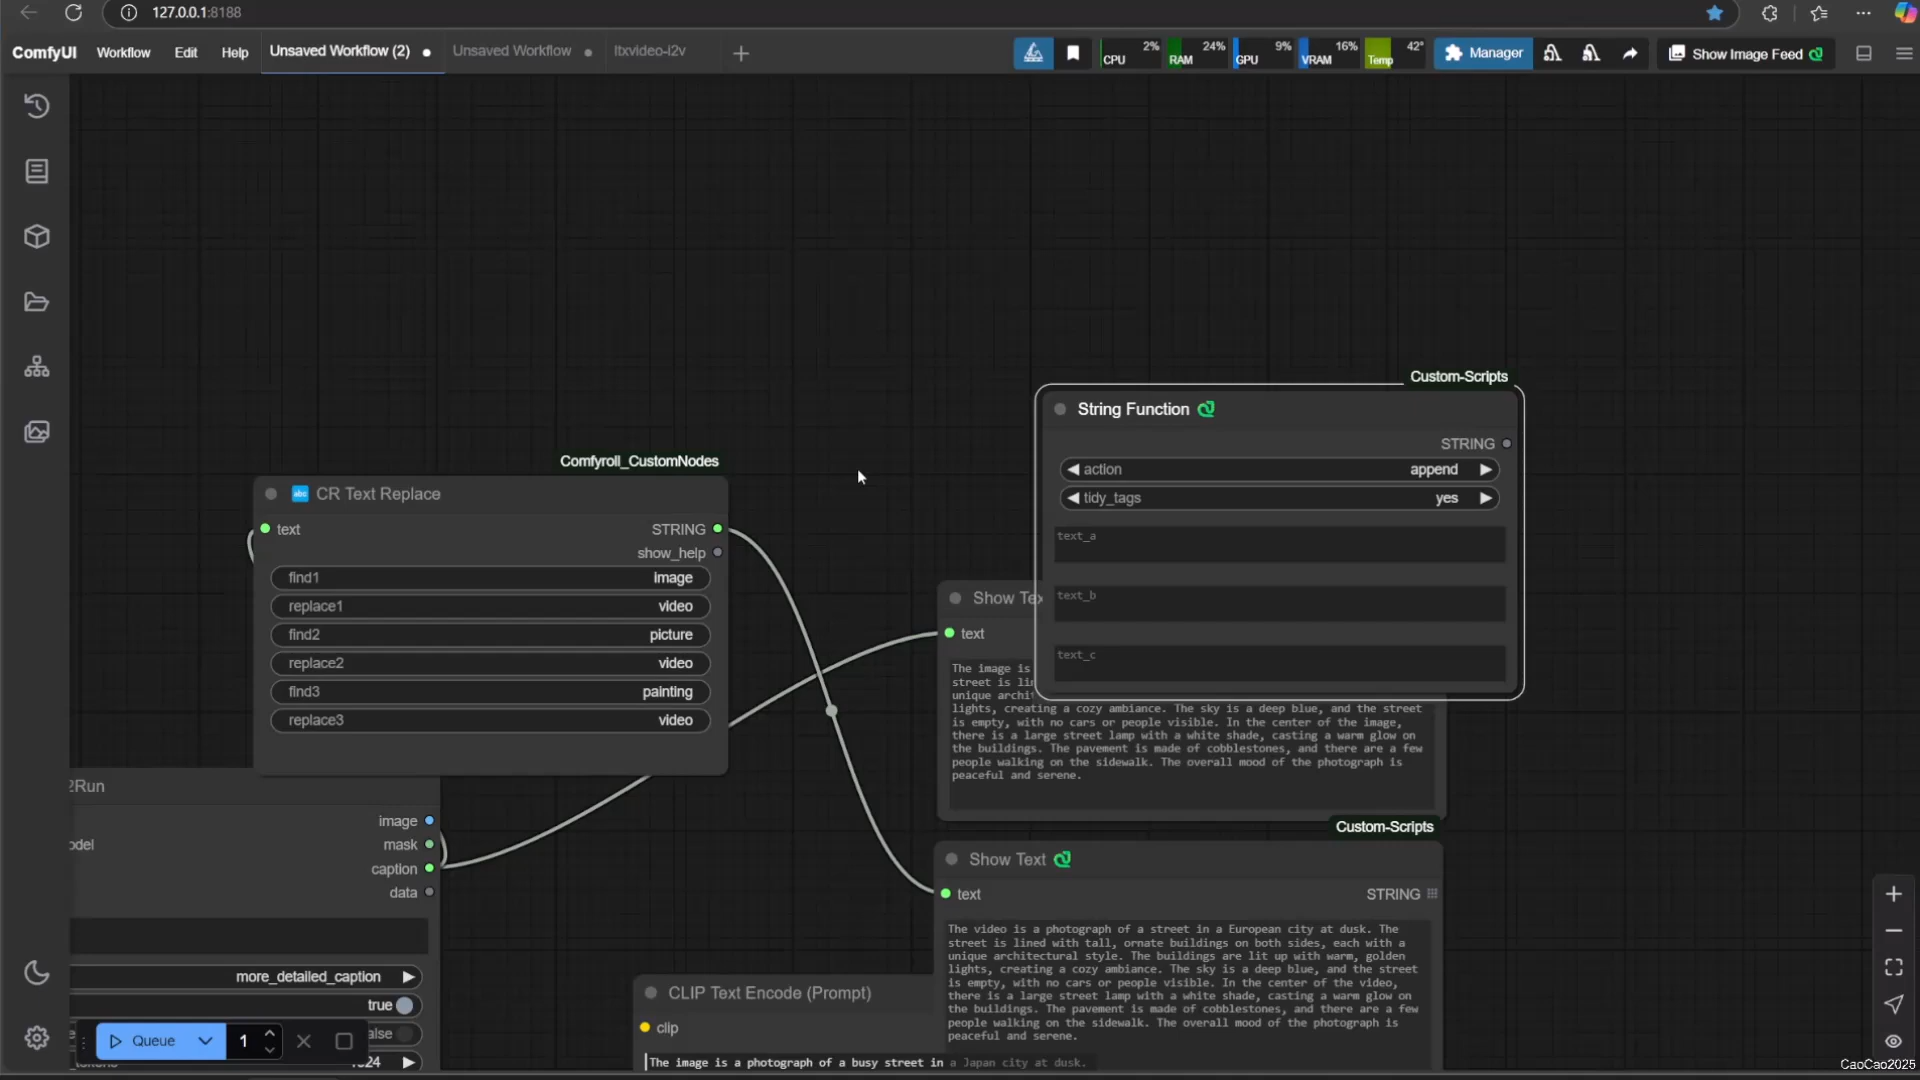 127.0.0.1:8188
ComfyUI
Workflow
Edit
Help
Unsaved Workflow (2)
Unsaved Workflow
ltxvideo-i2v
CPU 2%
RAM 24%
GPU 9%
VRAM 16%
Temp 42°
Manager
Show Image Feed
Custom-Scripts
String Function
STRING
action append
tidy_tags yes
text_a
text_b
text_c
Comfyroll_CustomNodes
CR Text Replace
text STRING
show_help
find1 image
replace1 video
find2 picture
replace2 video
find3 painting
replace3 video
Show Tex
text
The image is
street is lin
unique archit
lights, creating a cozy ambiance. The sky is a deep blue, and the street
is empty, with no cars or people visible. In the center of the image,
there is a large street lamp with a white shade, casting a warm glow on
the buildings. The pavement is made of cobblestones, and there are a few
people walking on the sidewalk. The overall mood of the photograph is
peaceful and serene.
2Run
image
odel mask
caption
data
more_detailed_caption
true
alse
Queue 1
Custom-Scripts
Show Text
text STRING
The video is a photograph of a street in a European city at dusk. The
street is lined with tall, ornate buildings on both sides, each with a
unique architectural style. The buildings are lit up with warm, golden
lights, creating a cozy ambiance. The sky is a deep blue, and the street
is empty, with no cars or people visible. In the center of the video,
there is a large street lamp with a white shade, casting a warm glow on
the buildings. The pavement is made of cobblestones, and there are a few
people walking on the sidewalk. The overall mood of the photograph is
peaceful and serene.
CLIP Text Encode (Prompt)
clip
The image is a photograph of a busy street in a Japan city at dusk.
CaoCao2025